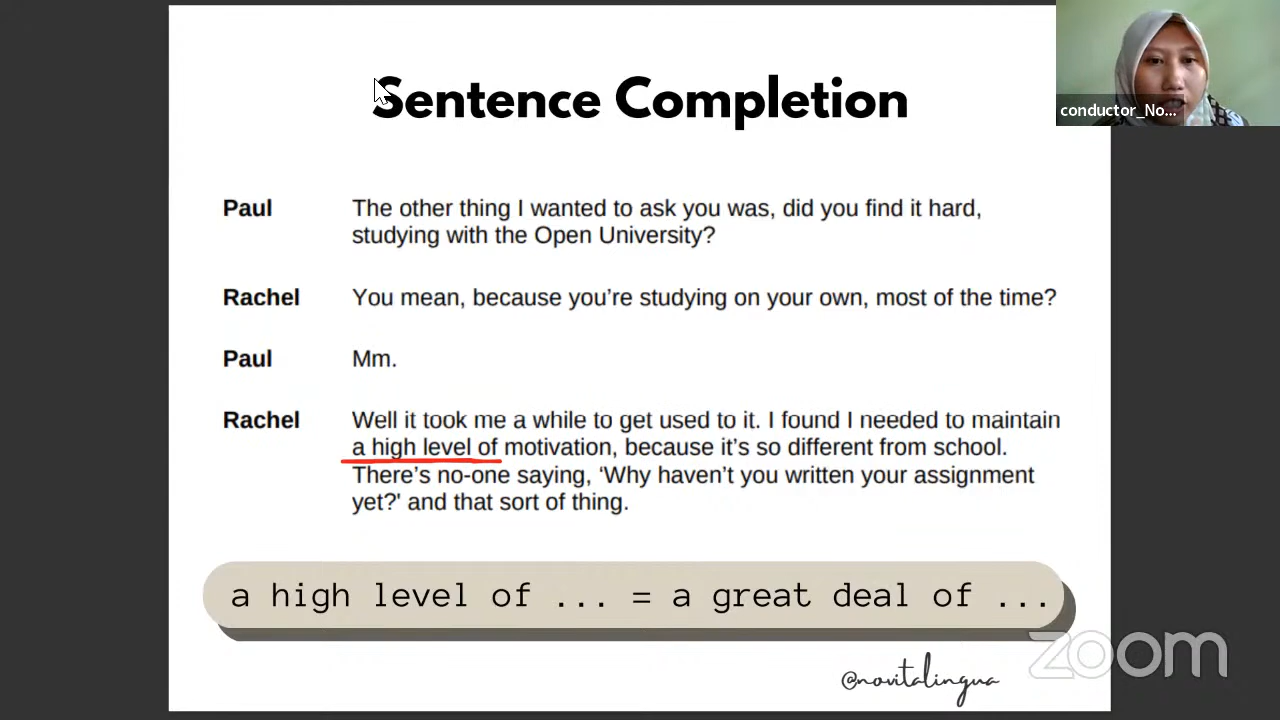 Sentence Completion
conductor_No...
Paul The other thing I wanted to ask you was, did you find it hard,
studying with the Open University?
Rachel You mean, because you’re studying on your own, most of the time?
Paul Mm.
Rachel Well it took me a while to get used to it. I found I needed to maintain
a high level of motivation, because it’s so different from school.
There’s no-one saying, ‘Why haven’t you written your assignment
yet?' and that sort of thing.
a high level of ... = a great deal of ...
zoom
@novitalingua